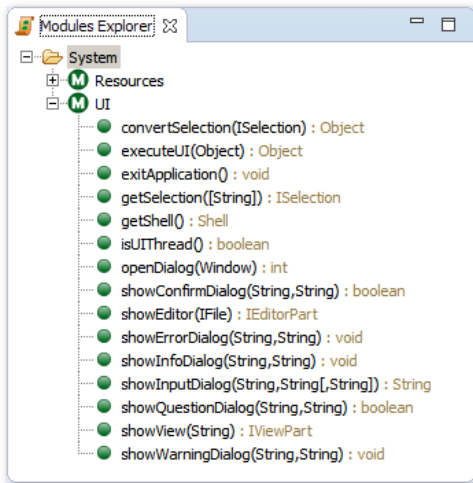 Modules Explorer
System
Resources
UI
convertSelection(ISelection) : Object
executeUI(Object) : Object
exitApplication() : void
getSelection([String]) : ISelection
getShell() : Shell
isUIThread() : boolean
openDialog(Window) : int
showConfirmDialog(String,String) : boolean
showEditor(IFile) : IEditorPart
showErrorDialog(String,String) : void
showInfoDialog(String,String) : void
showInputDialog(String,String[,String]) : String
showQuestionDialog(String,String) : boolean
showView(String) : IViewPart
showWarningDialog(String,String) : void